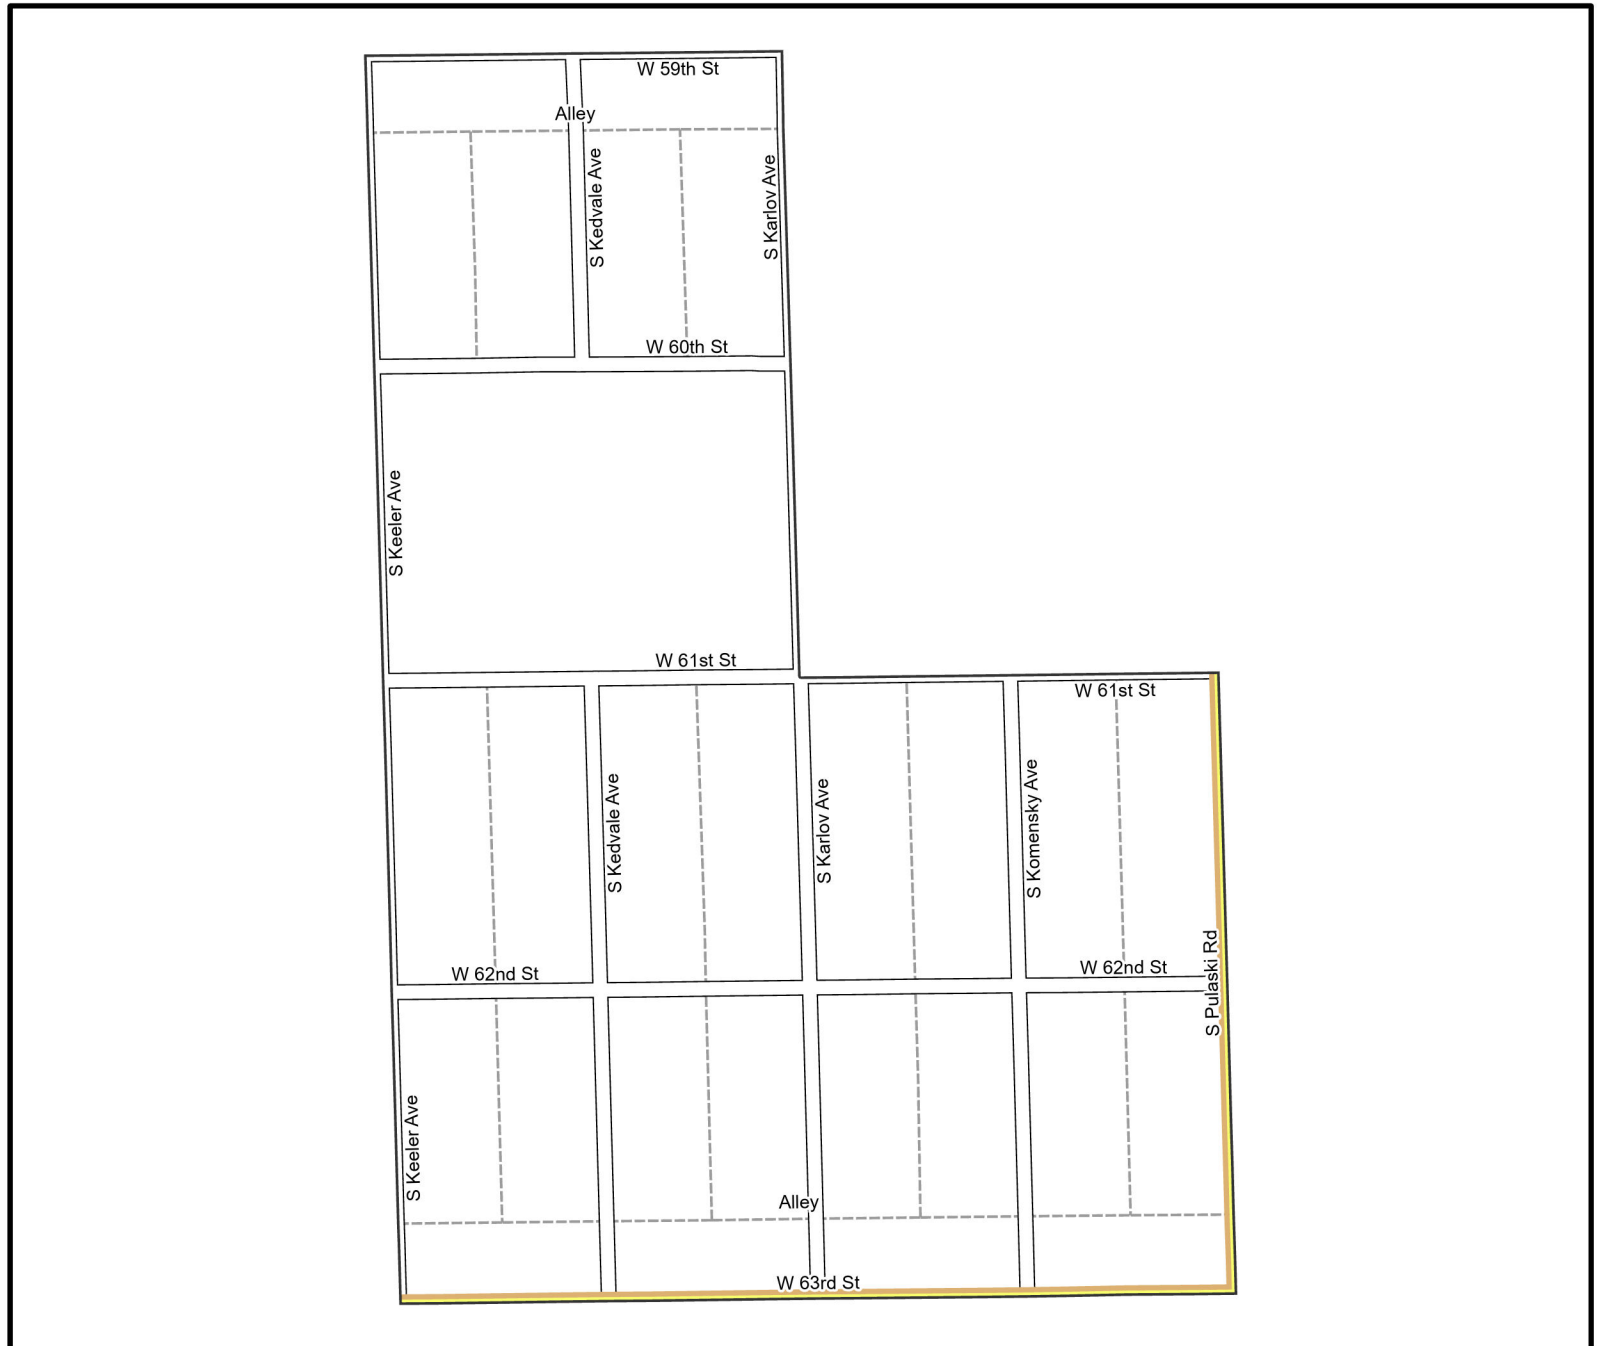 W 59th St
Alley
S Kedvale Ave
S Karlov Ave
W 60th St
S Keeler Ave
W 61st St
W 61st St
S Kedvale Ave
S Karlov Ave
S Komensky Ave
W 62nd St
W 62nd St
S Pulaski Rd
S Keeler Ave
Alley
W 63rd St